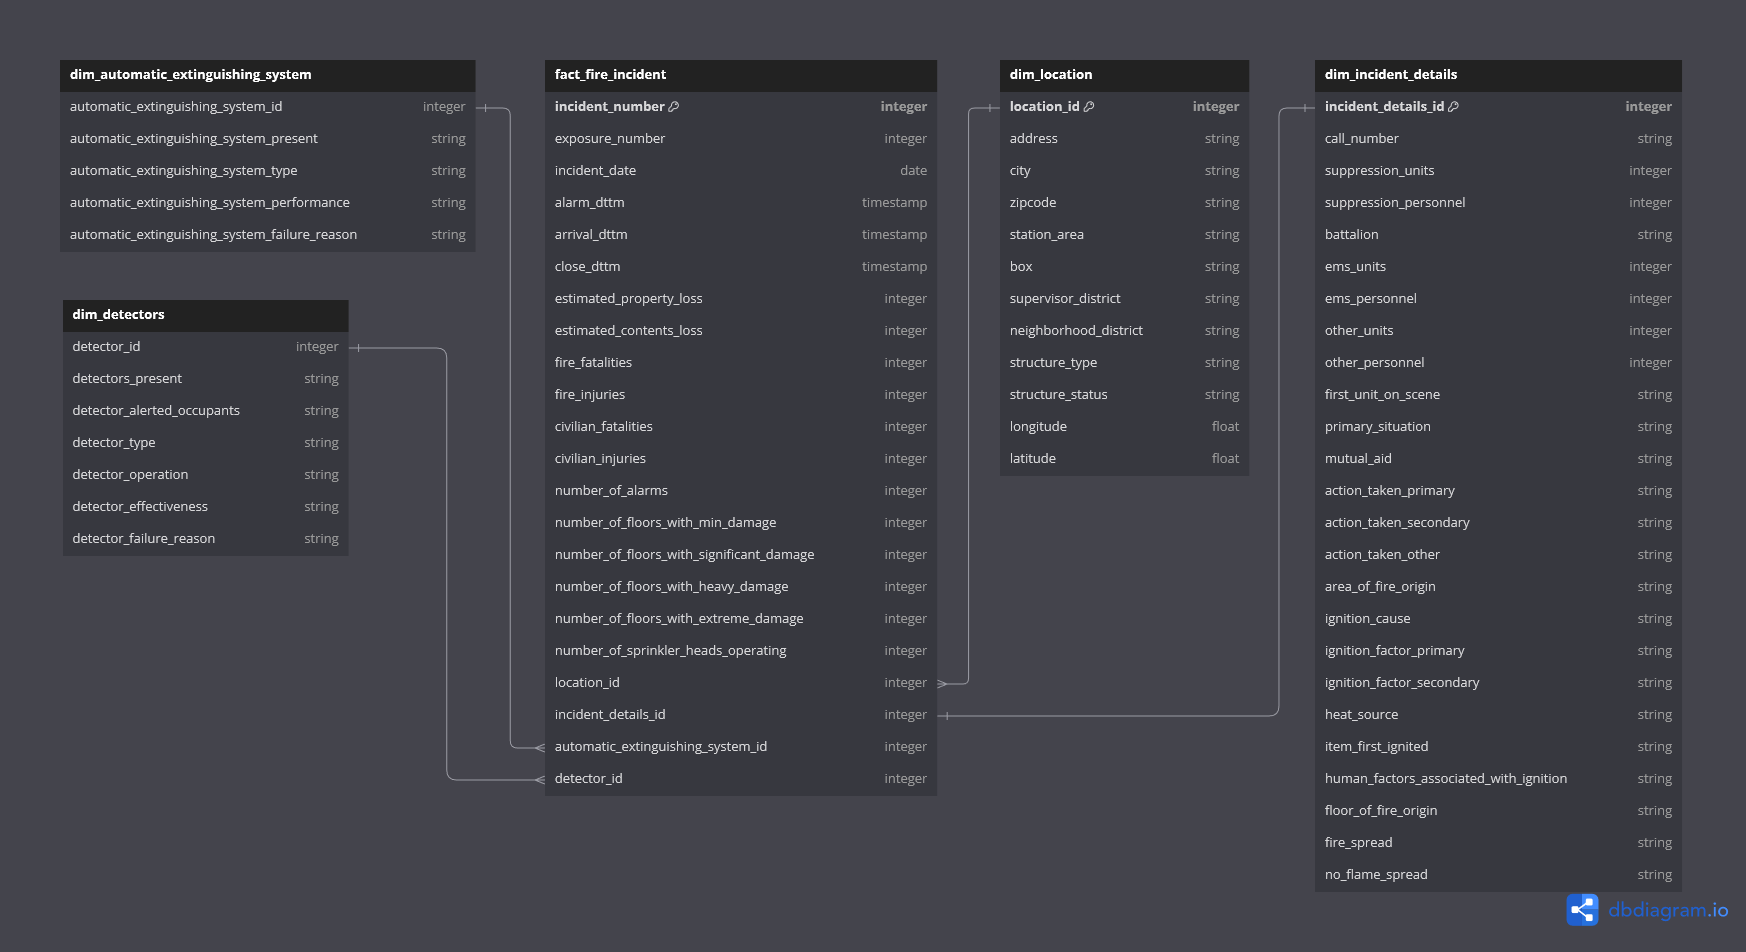 dim_automatic_extinguishing_system
automatic_extinguishing_system_id integer
automatic_extinguishing_system_present string
automatic_extinguishing_system_type string
automatic_extinguishing_system_performance string
automatic_extinguishing_system_failure_reason string
dim_detectors
detector_id integer
detectors_present string
detector_alerted_occupants string
detector_type string
detector_operation string
detector_effectiveness string
detector_failure_reason string
fact_fire_incident
incident_number integer
exposure_number integer
incident_date date
alarm_dttm timestamp
arrival_dttm timestamp
close_dttm timestamp
estimated_property_loss integer
estimated_contents_loss integer
fire_fatalities integer
fire_injuries integer
civilian_fatalities integer
civilian_injuries integer
number_of_alarms integer
number_of_floors_with_min_damage integer
number_of_floors_with_significant_damage integer
number_of_floors_with_heavy_damage integer
number_of_floors_with_extreme_damage integer
number_of_sprinkler_heads_operating integer
location_id integer
incident_details_id integer
automatic_extinguishing_system_id integer
detector_id integer
dim_location
location_id integer
address string
city string
zipcode string
station_area string
box string
supervisor_district string
neighborhood_district string
structure_type string
structure_status string
longitude float
latitude float
dim_incident_details
incident_details_id integer
call_number string
suppression_units integer
suppression_personnel integer
battalion string
ems_units integer
ems_personnel integer
other_units integer
other_personnel integer
first_unit_on_scene string
primary_situation string
mutual_aid string
action_taken_primary string
action_taken_secondary string
action_taken_other string
area_of_fire_origin string
ignition_cause string
ignition_factor_primary string
ignition_factor_secondary string
heat_source string
item_first_ignited string
human_factors_associated_with_ignition string
floor_of_fire_origin string
fire_spread string
no_flame_spread string
dbdiagram.io